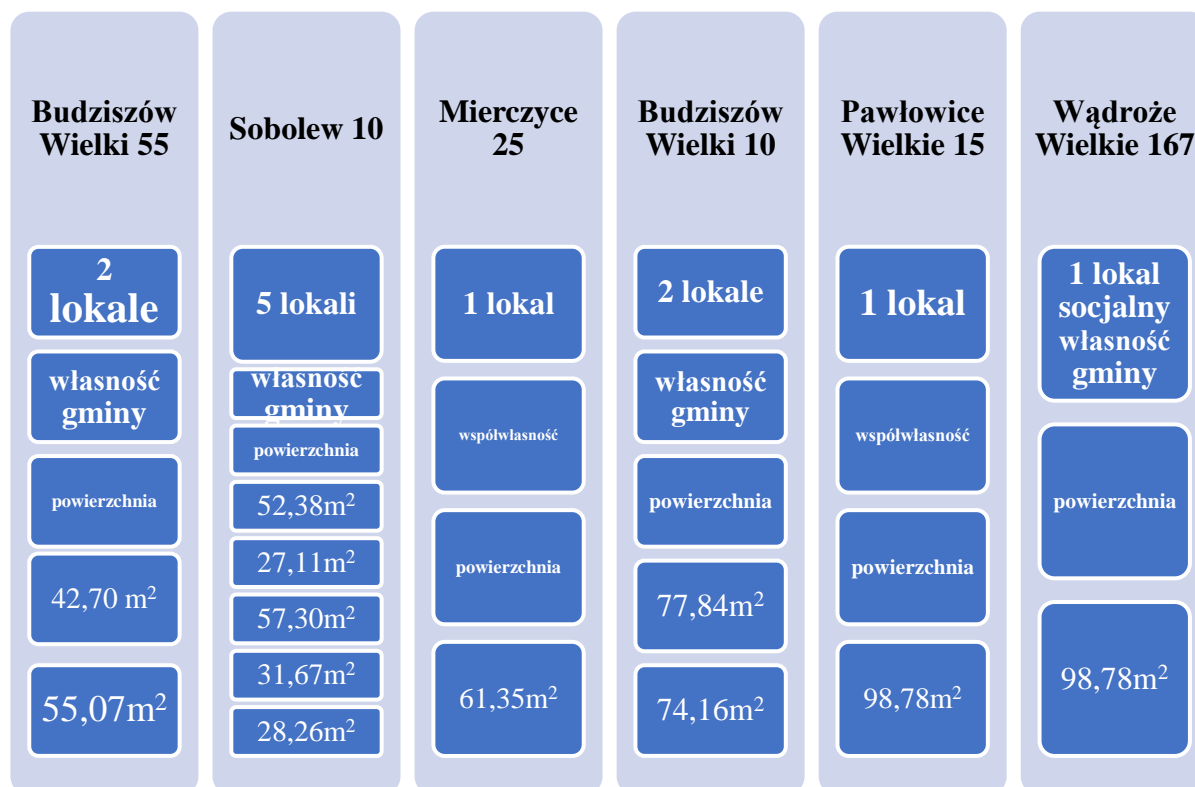 Budziszów
Wielki 55
2
lokale
własność
gminy
powierzchnia
42,70 m²
55,07m²
Sobolew 10
5 lokali
własność
gminy
powierzchnia
52,38m²
27,11m²
57,30m²
31,67m²
28,26m²
Mierczyce
25
1 lokal
współwłasność
powierzchnia
61,35m²
Budziszów
Wielki 10
2 lokale
własność
gminy
powierzchnia
77,84m²
74,16m²
Pawłowice
Wielkie 15
1 lokal
współwłasność
powierzchnia
98,78m²
Wądroże
Wielkie 167
1 lokal
socjalny
własność
gminy
powierzchnia
98,78m²